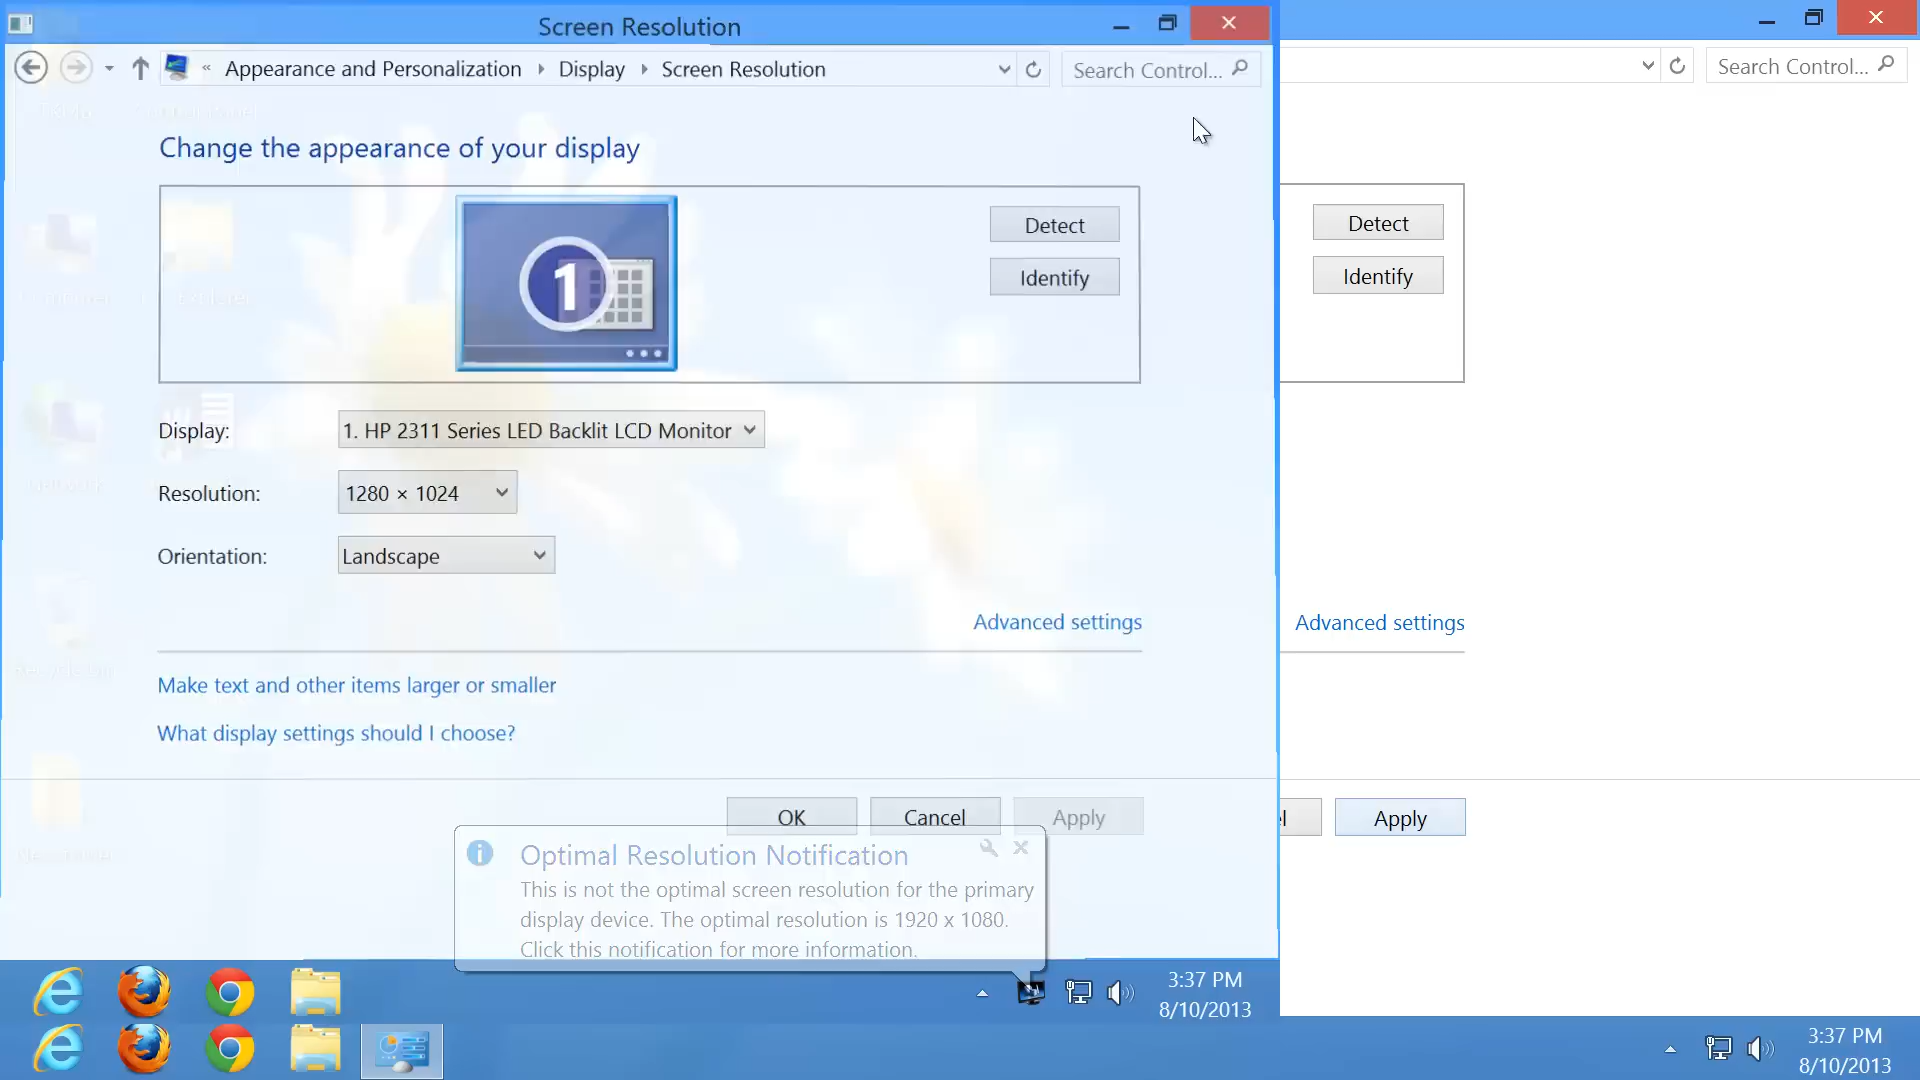 Screen Resolution
« Appearance and Personalization Display Screen Resolution Search Control...
Search Control...
Change the appearance of your display
1
Detect
Identify
Detect
Identify
Display: 1. HP 2311 Series LED Backlit LCD Monitor
Resolution: 1280 × 1024
Orientation: Landscape
Advanced settings
Advanced settings
Make text and other items larger or smaller
What display settings should I choose?
OK Cancel Apply
Apply
Optimal Resolution Notification
This is not the optimal screen resolution for the primary
display device. The optimal resolution is 1920 x 1080.
Click this notification for more information.
3:37 PM
8/10/2013
3:37 PM
8/10/2013